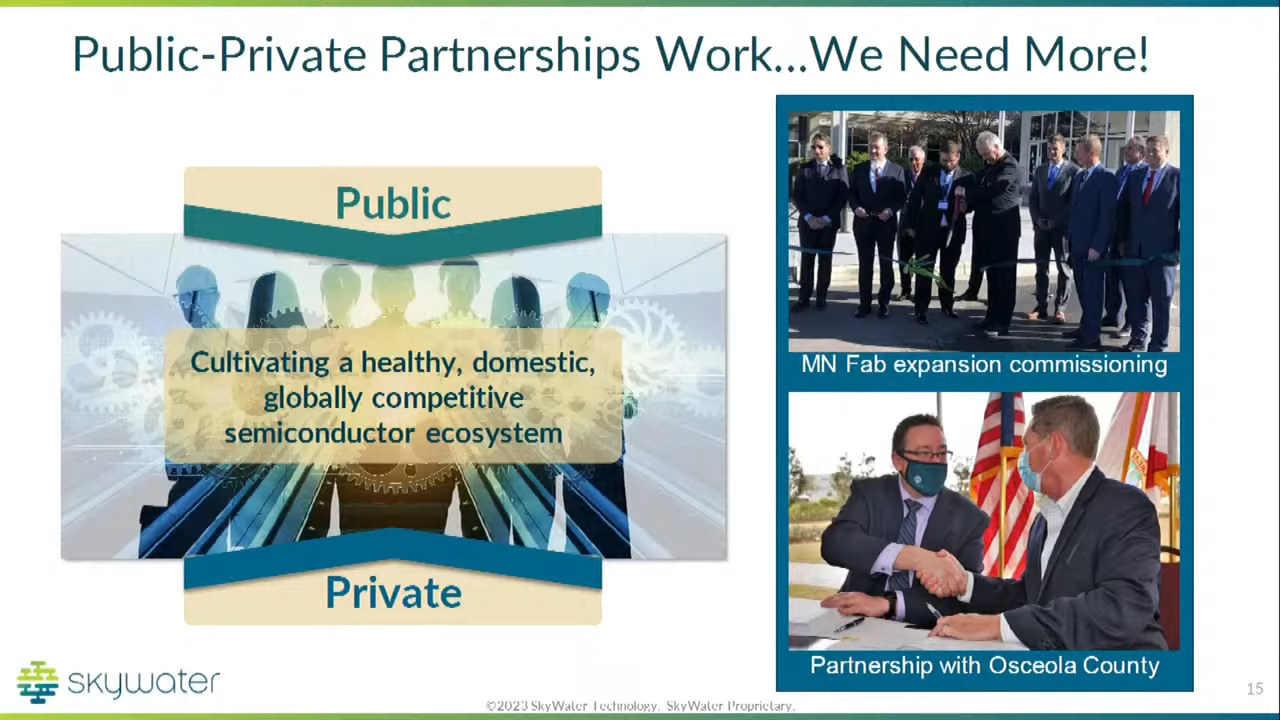 Public-Private Partnerships Work...We Need More!
Public
Cultivating a healthy, domestic,
globally competitive
semiconductor ecosystem
Private
MN Fab expansion commissioning
Partnership with Osceola County
skywater
©2023 SkyWater Technology. SkyWater Proprietary.
15